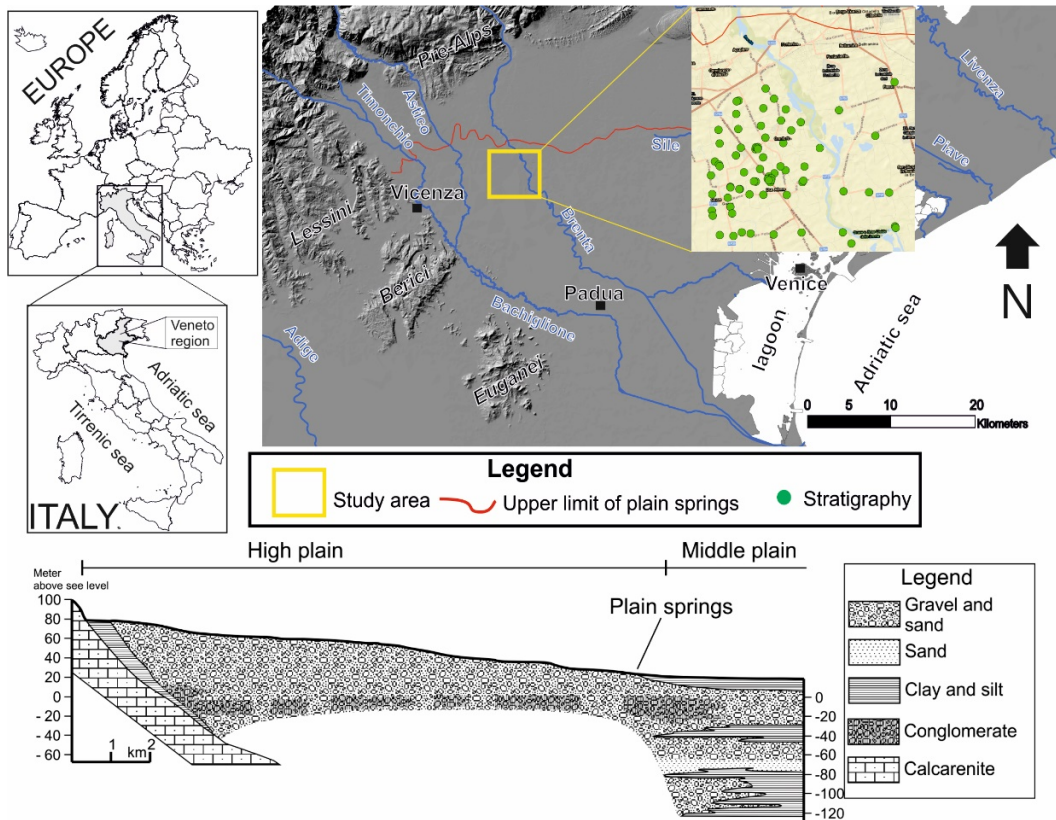 EUROPE
Veneto
region
Adriatic sea
Tirrenic sea
ITALY
Pre-Alps
Astico
Timonchio
Livenza
Piave
Sile
Vicenza
Lessini
Brenta
Berici
Padua
Venice
Bachiglione
Adige
Euganei
lagoon
Adriatic sea
N
0 5 10 20
Kilometers
Legend
Study area
Upper limit of plain springs
Stratigraphy
High plain
Middle plain
Meter
above see level
Plain springs
100
80
60
40
20
0
- 20
- 40
- 60
1 2
km
0
-20
-40
-60
-80
-100
-120
Legend
Gravel and
sand
Sand
Clay and silt
Conglomerate
Calcarenite